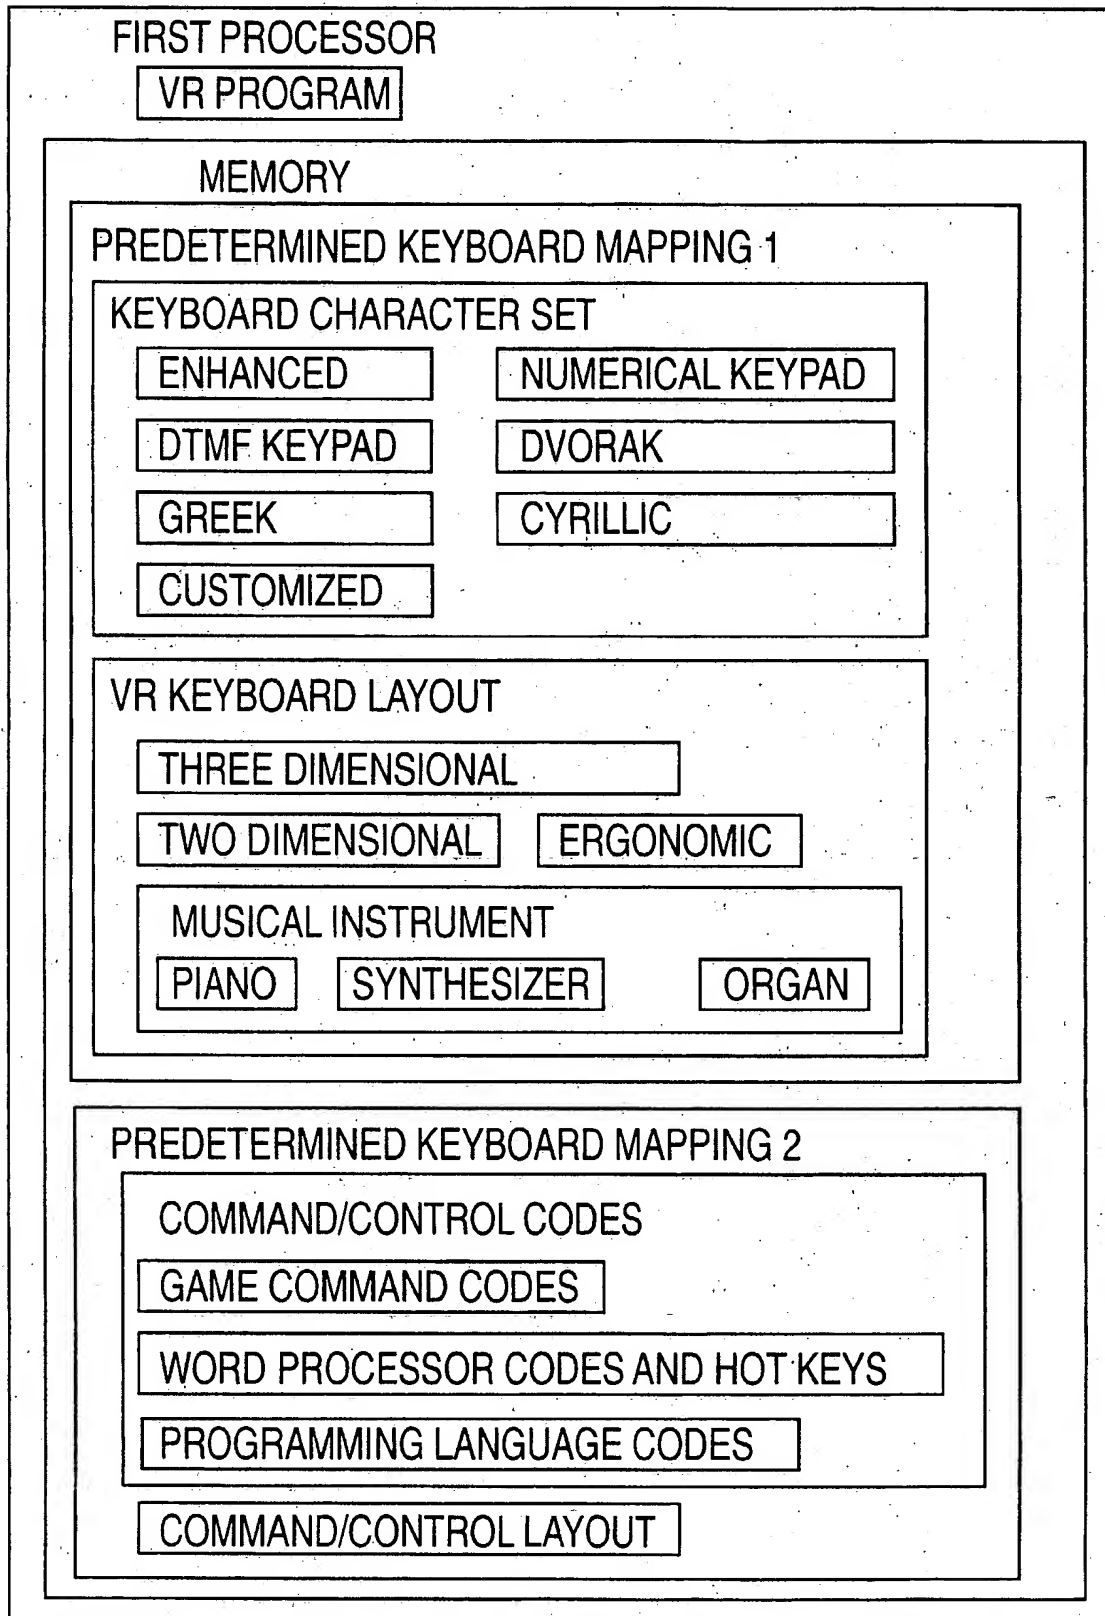 FIRST PROCESSOR
VR PROGRAM
MEMORY
PREDETERMINED KEYBOARD MAPPING 1
KEYBOARD CHARACTER SET
ENHANCED
NUMERICAL KEYPAD
DTMF KEYPAD
DVORAK
GREEK
CYRILLIC
CUSTOMIZED
VR KEYBOARD LAYOUT
THREE DIMENSIONAL
TWO DIMENSIONAL
ERGONOMIC
MUSICAL INSTRUMENT
PIANO
SYNTHESIZER
ORGAN
PREDETERMINED KEYBOARD MAPPING 2
COMMAND/CONTROL CODES
GAME COMMAND CODES
WORD PROCESSOR CODES AND HOT KEYS
PROGRAMMING LANGUAGE CODES
COMMAND/CONTROL LAYOUT